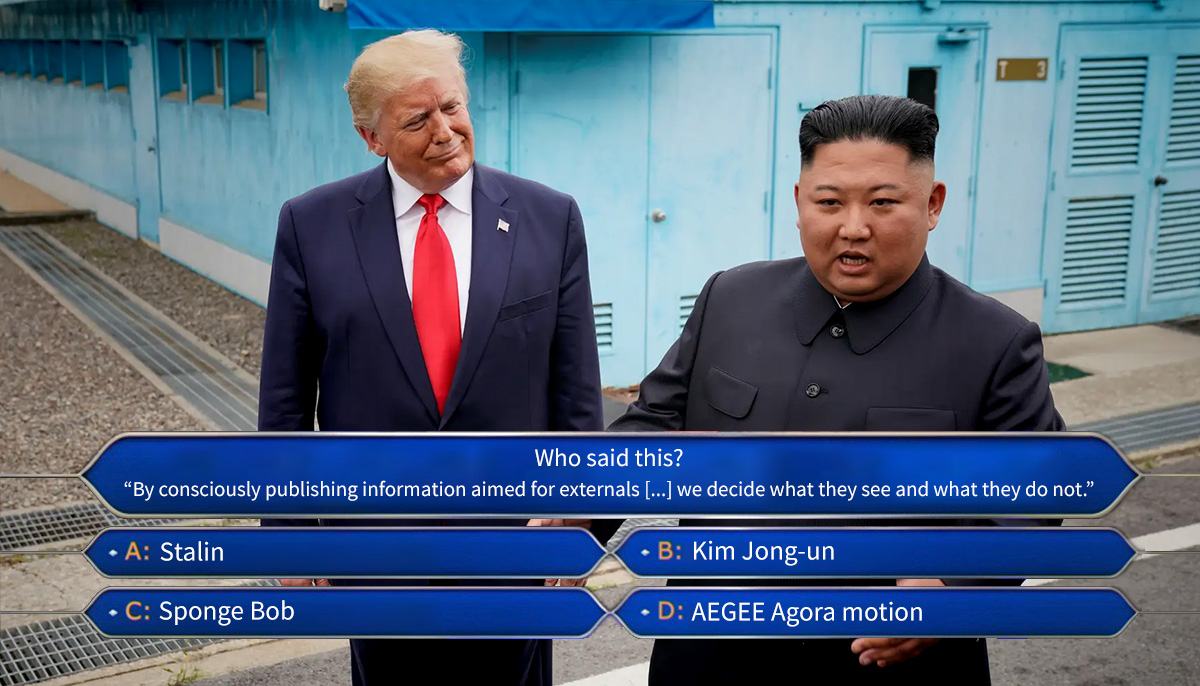 T 3
Who said this?
“By consciously publishing information aimed for externals [...] we decide what they see and what they do not.”
A: Stalin
B: Kim Jong-un
C: Sponge Bob
D: AEGEE Agora motion